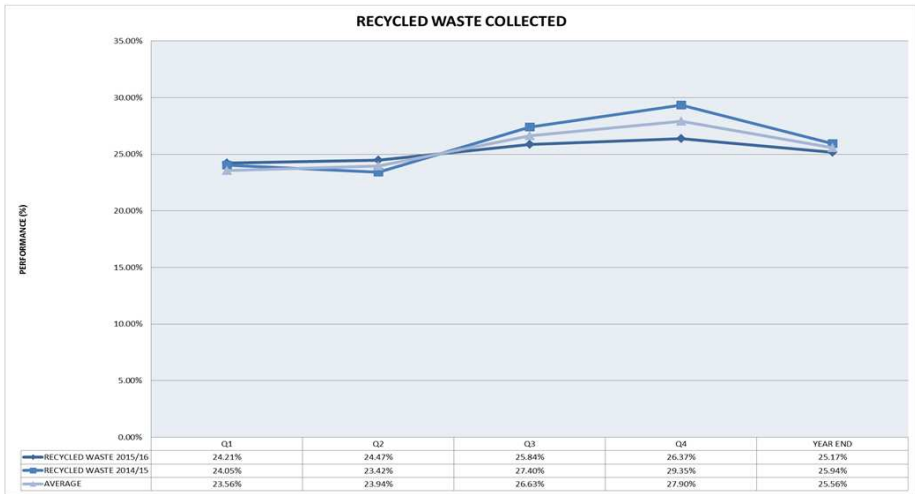 RECYCLED WASTE COLLECTED
35.00%
30.00%
25.00%
20.00%
15.00%
10.00%
5.00%
0.00%
PERFORMANCE (%)
Q1 Q2 Q3 Q4 YEAR END
RECYCLED WASTE 2015/16 24.21% 24.47% 25.84% 26.37% 25.17%
RECYCLED WASTE 2014/15 24.05% 23.42% 27.40% 29.35% 25.94%
AVERAGE 23.56% 23.94% 26.63% 27.90% 25.56%